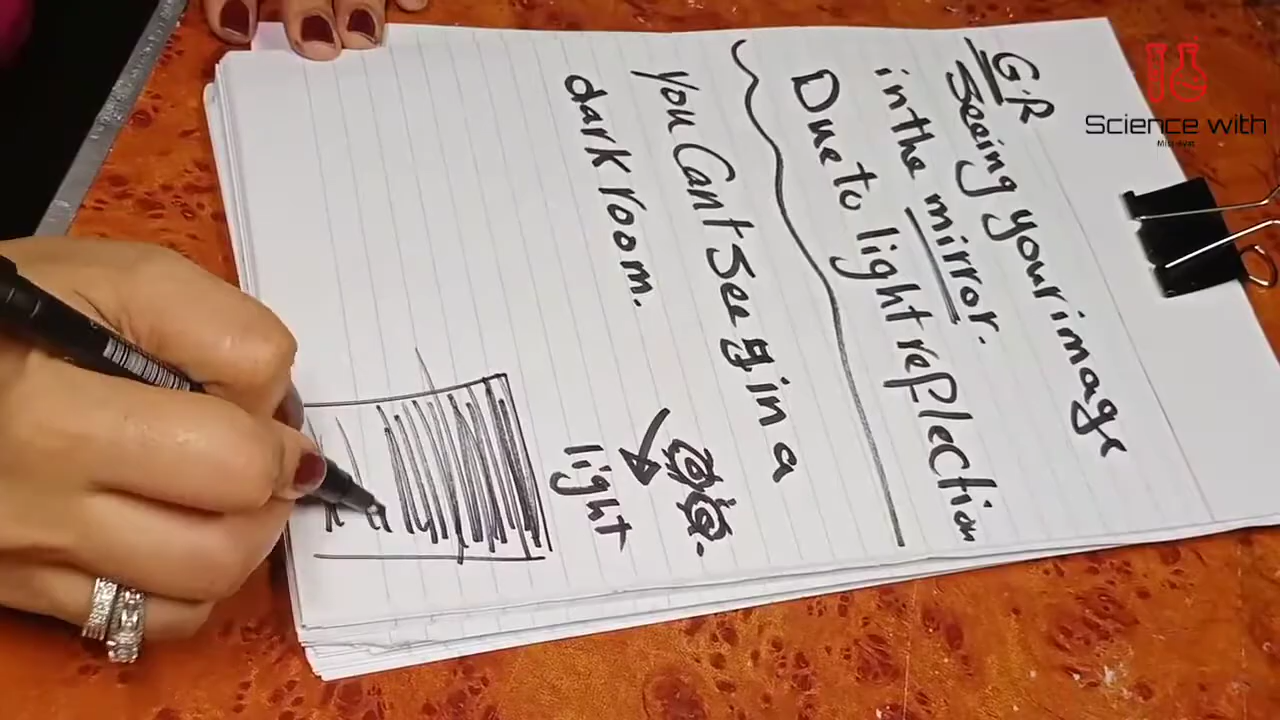 G.R
Seeing your image
in the mirror.
Due to light reflection
You Cant see in a
dark room.
light
Science with